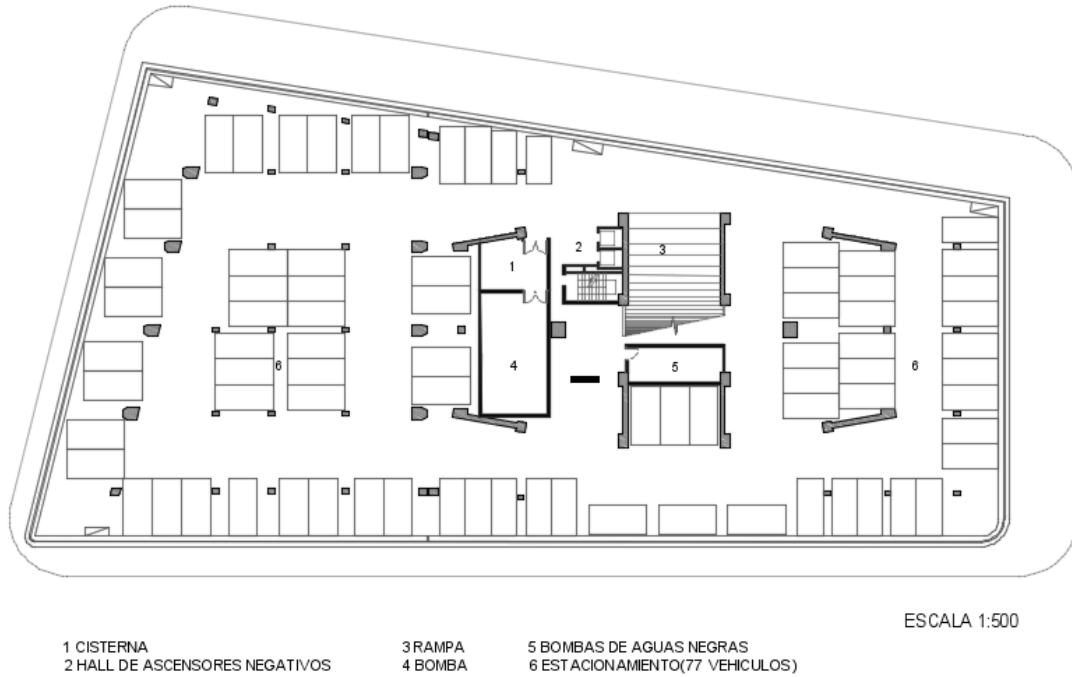 2
3
1
4
5
6
6
ESCALA 1:500
1 CISTERNA
2 HALL DE ASCENSORES NEGATIVOS
3 RAMPA
4 BOMBA
5 BOMBAS DE AGUAS NEGRAS
6 ESTACIONAMIENTO(77 VEHICULOS)